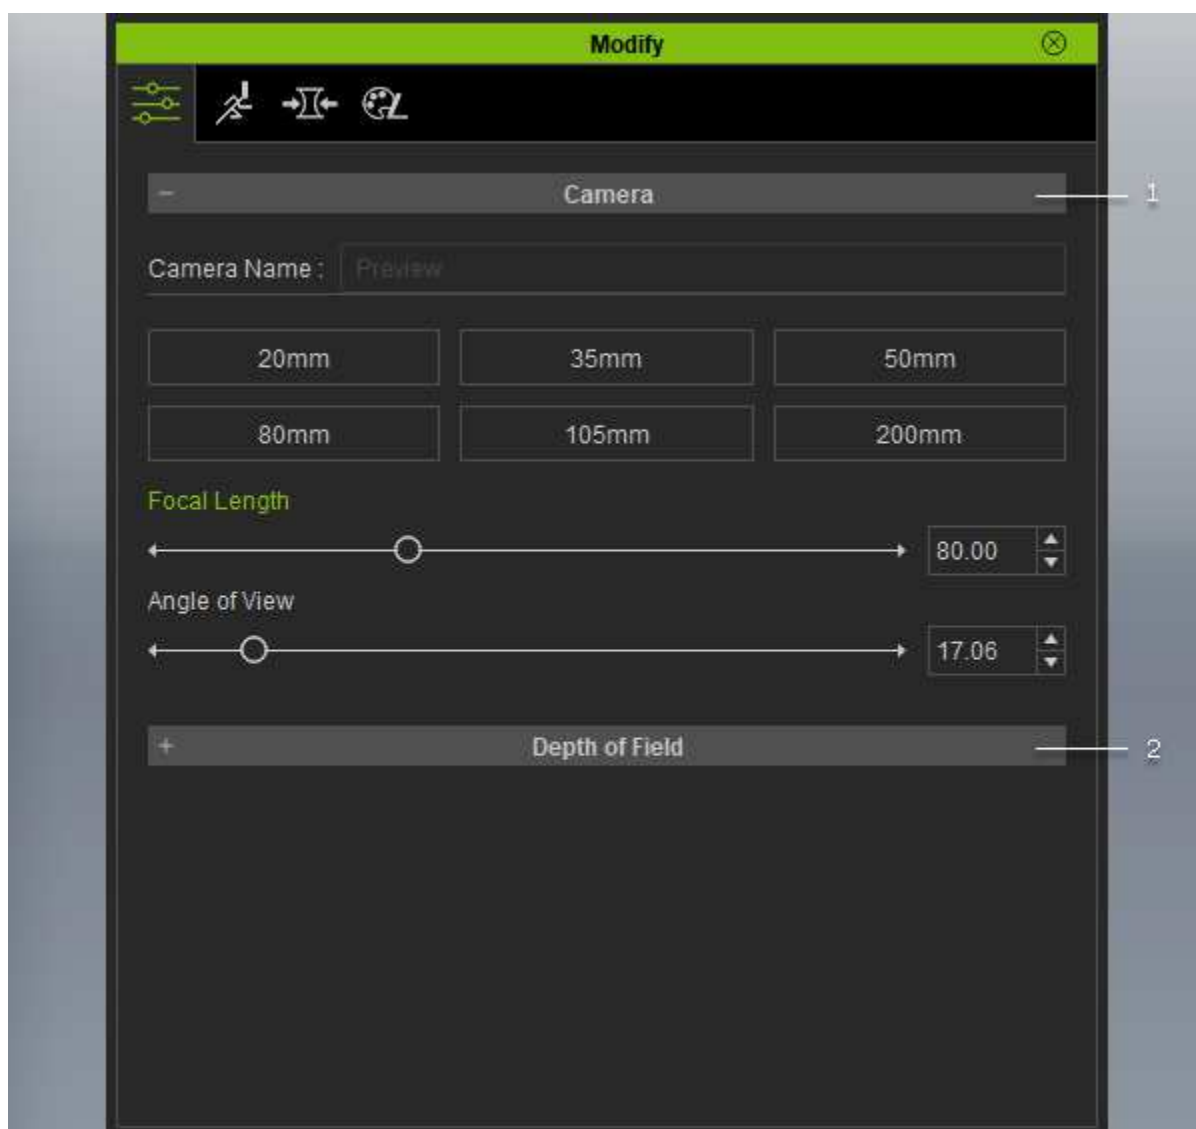 Modify
Camera
1
Camera Name : Preview
20mm 35mm 50mm
80mm 105mm 200mm
Focal Length
80.00
Angle of View
17.06
Depth of Field
2